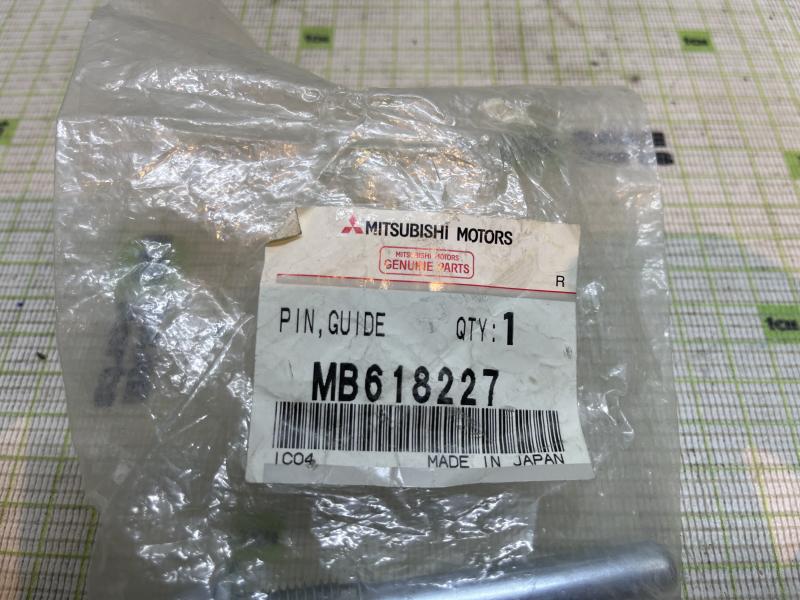 MITSUBISHI MOTORS
MITSUBISHI MOTORS
GENUINE PARTS
R
PIN, GUIDE QTY: 1
MB618227
IC04 MADE IN JAPAN